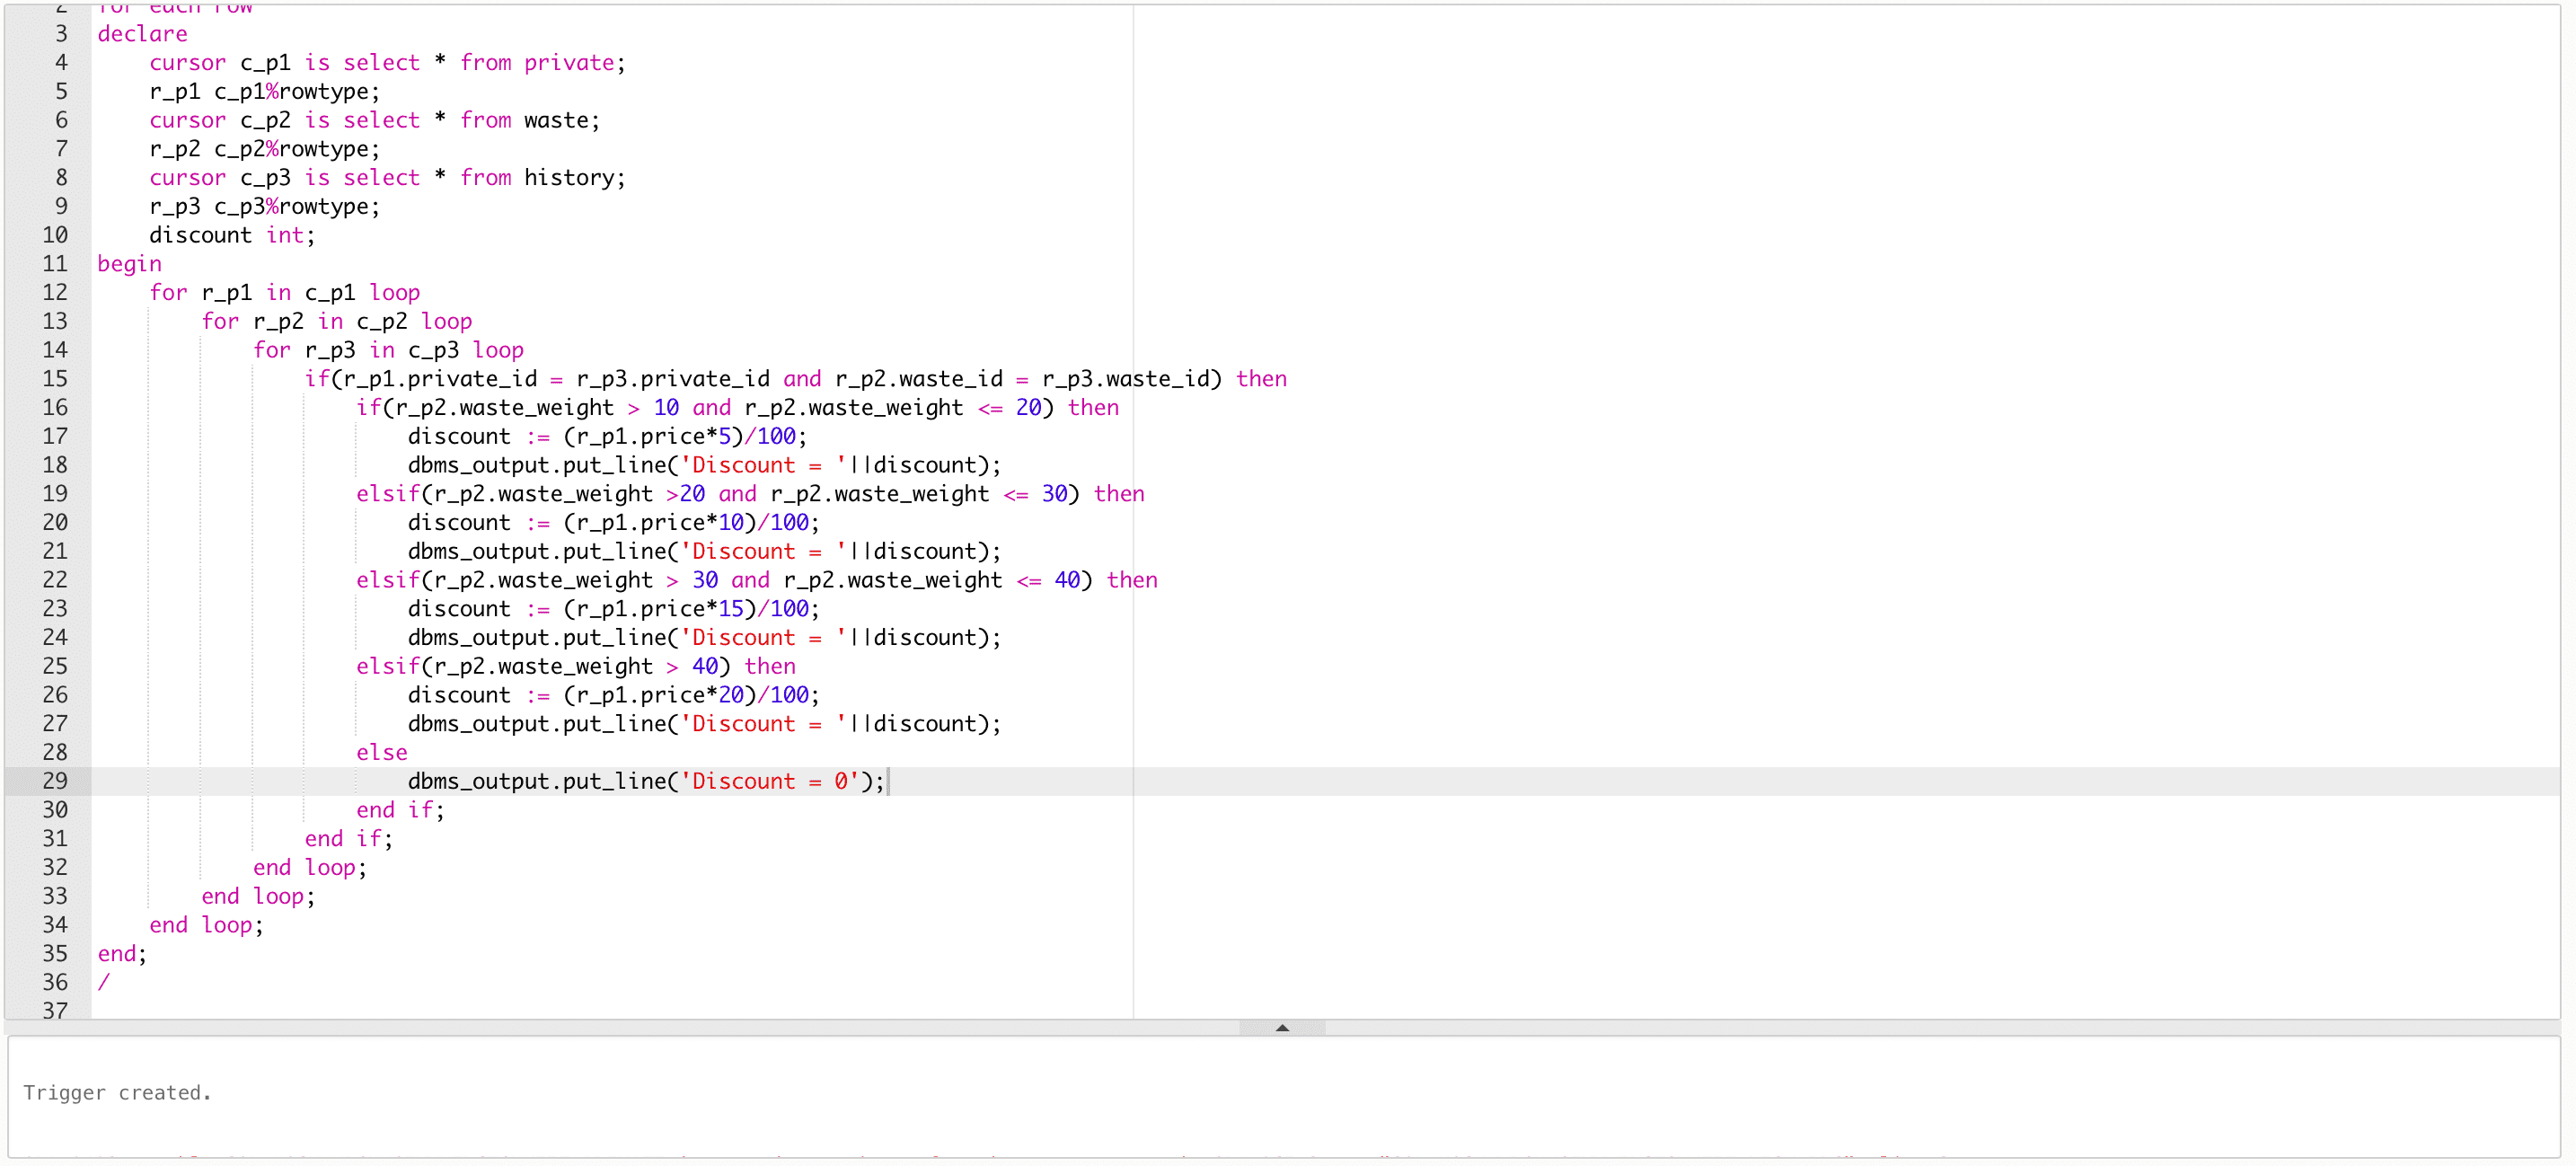 2 for each row
3 declare
4     cursor c_p1 is select * from private;
5     r_p1 c_p1%rowtype;
6     cursor c_p2 is select * from waste;
7     r_p2 c_p2%rowtype;
8     cursor c_p3 is select * from history;
9     r_p3 c_p3%rowtype;
10     discount int;
11 begin
12     for r_p1 in c_p1 loop
13         for r_p2 in c_p2 loop
14             for r_p3 in c_p3 loop
15                 if(r_p1.private_id = r_p3.private_id and r_p2.waste_id = r_p3.waste_id) then
16                     if(r_p2.waste_weight > 10 and r_p2.waste_weight <= 20) then
17                         discount := (r_p1.price*5)/100;
18                         dbms_output.put_line('Discount = '||discount);
19                     elsif(r_p2.waste_weight >20 and r_p2.waste_weight <= 30) then
20                         discount := (r_p1.price*10)/100;
21                         dbms_output.put_line('Discount = '||discount);
22                     elsif(r_p2.waste_weight > 30 and r_p2.waste_weight <= 40) then
23                         discount := (r_p1.price*15)/100;
24                         dbms_output.put_line('Discount = '||discount);
25                     elsif(r_p2.waste_weight > 40) then
26                         discount := (r_p1.price*20)/100;
27                         dbms_output.put_line('Discount = '||discount);
28                     else
29                         dbms_output.put_line('Discount = 0');
30                     end if;
31                 end if;
32             end loop;
33         end loop;
34     end loop;
35 end;
36 /
37
Trigger created.